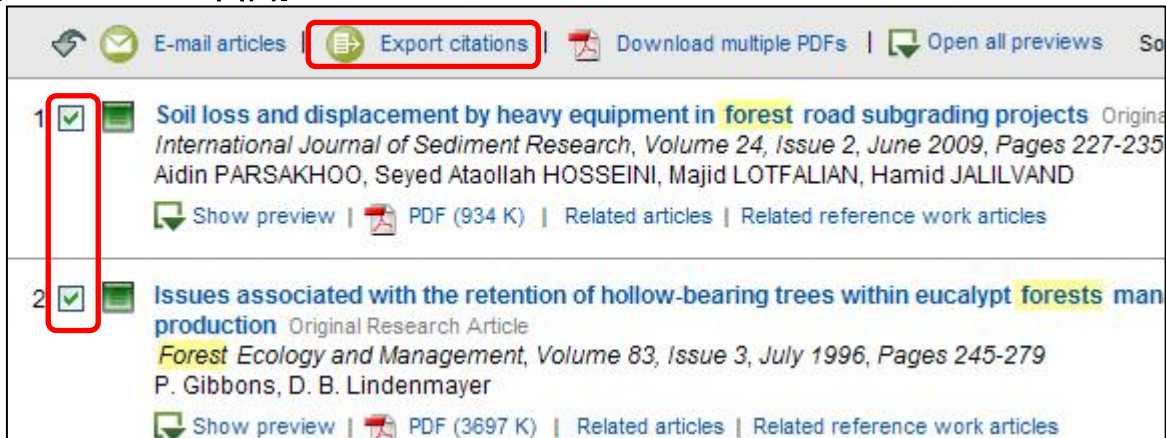 E-mail articles | Export citations | Download multiple PDFs | Open all previews
1 Soil loss and displacement by heavy equipment in forest road subgrading projects
International Journal of Sediment Research, Volume 24, Issue 2, June 2009, Pages 227-235
Aidin PARSAKHOO, Seyed Ataollah HOSSEINI, Majid LOTFALIAN, Hamid JALILVAND
Show preview | PDF (934 K) | Related articles | Related reference work articles
2 Issues associated with the retention of hollow-bearing trees within eucalypt forests
production Original Research Article
Forest Ecology and Management, Volume 83, Issue 3, July 1996, Pages 245-279
P. Gibbons, D. B. Lindenmayer
Show preview | PDF (3697 K) | Related articles | Related reference work articles